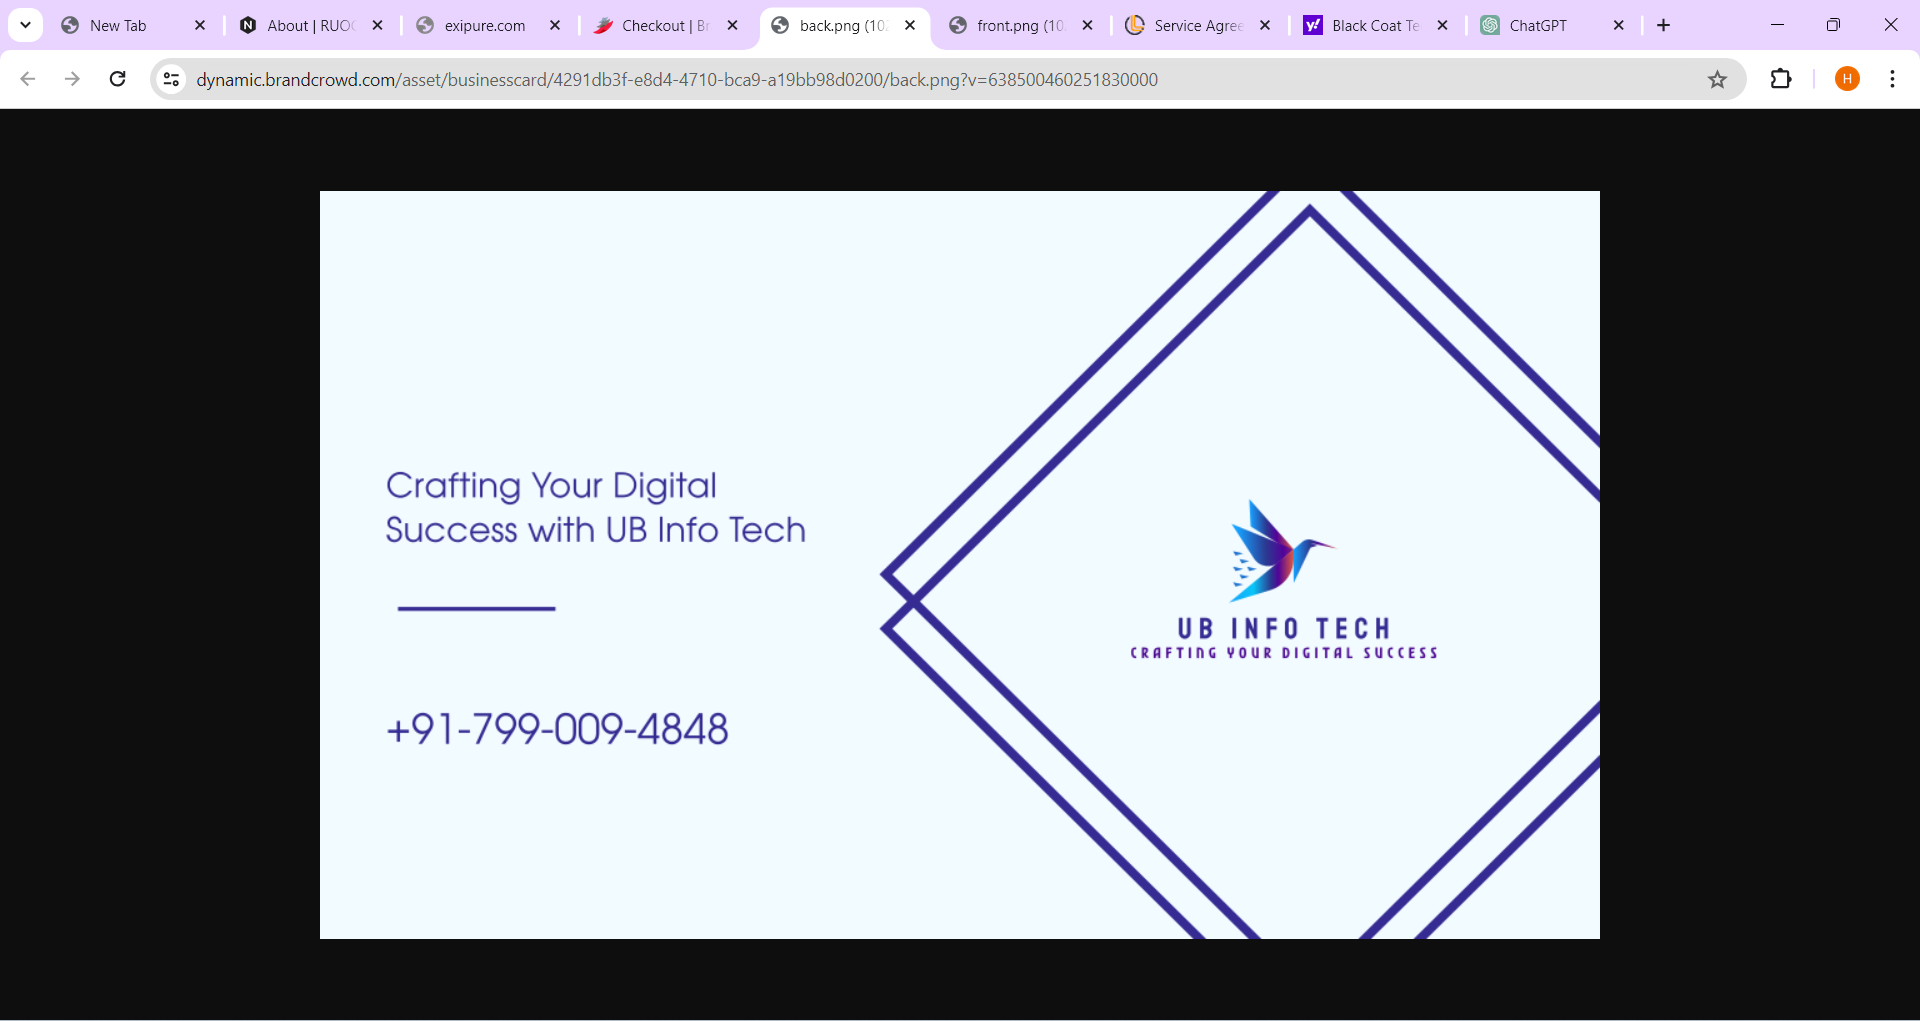 New Tab
About | RUO
exipure.com
Checkout | Br
back.png (10
front.png (10
Service Agree
Black Coat Te
ChatGPT
dynamic.brandcrowd.com/asset/businesscard/4291db3f-e8d4-4710-bca9-a19bb98d0200/back.png?v=638500460251830000
H
Crafting Your Digital
Success with UB Info Tech
+91-799-009-4848
UB INFO TECH
CRAFTING YOUR DIGITAL SUCCESS